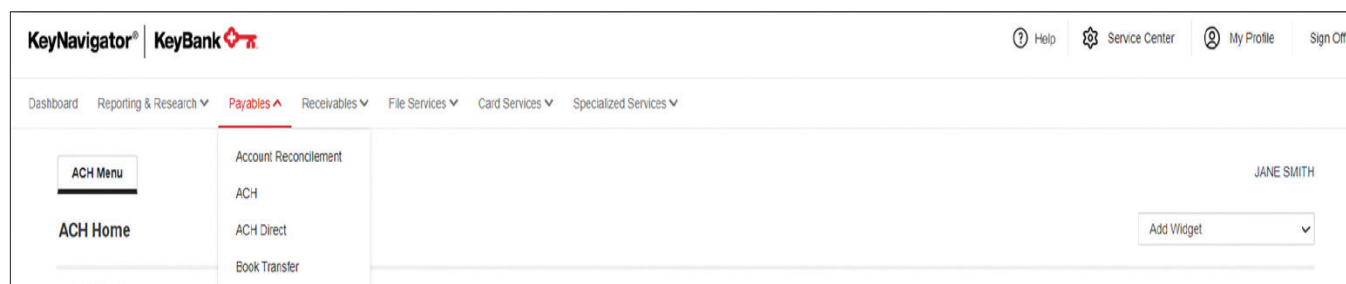 KeyNavigator® KeyBank
Help Service Center My Profile Sign Off
Dashboard Reporting & Research Payables Receivables File Services Card Services Specialized Services
Account Reconcilement
ACH Menu
JANE SMITH
ACH
ACH Home
ACH Direct
Add Widget
Book Transfer